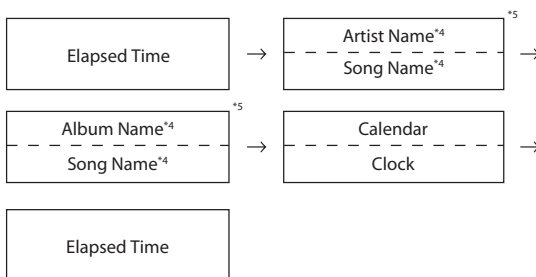 Elapsed Time
→
Artist Name*4
Song Name*4
*5
→
Album Name*4
Song Name*4
*5
→
Calendar
Clock
→
Elapsed Time